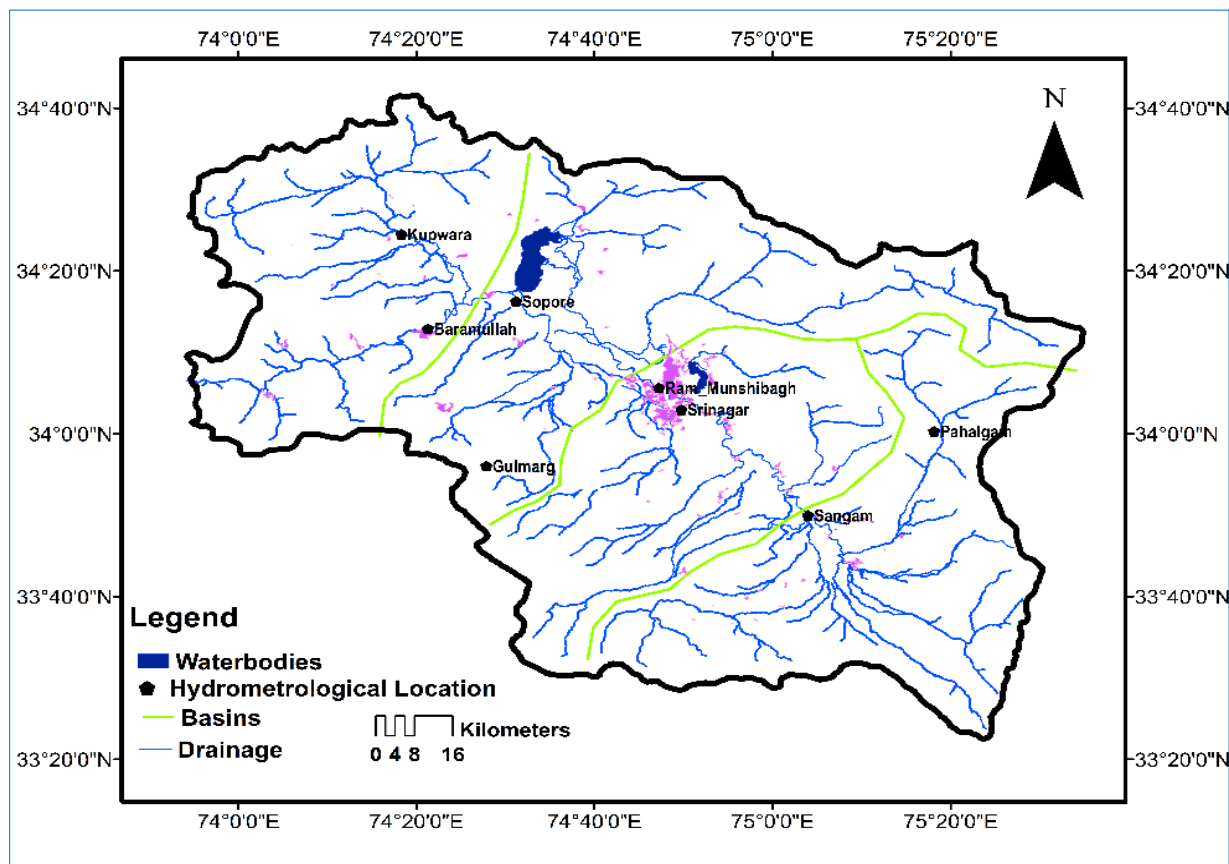 74°0'0"E 74°20'0"E 74°40'0"E 75°0'0"E 75°20'0"E
N
34°40'0"N 34°40'0"N
Kupwara
34°20'0"N 34°20'0"N
Sopore
Baramullah
Ram_Munshibagh
Srinagar
34°0'0"N Pahalgam 34°0'0"N
Gulmarg
Sangam
33°40'0"N 33°40'0"N
Legend
Waterbodies
Hydrometrological Location
Basins
Kilometers
Drainage
0 4 8 16
33°20'0"N 33°20'0"N
74°0'0"E 74°20'0"E 74°40'0"E 75°0'0"E 75°20'0"E